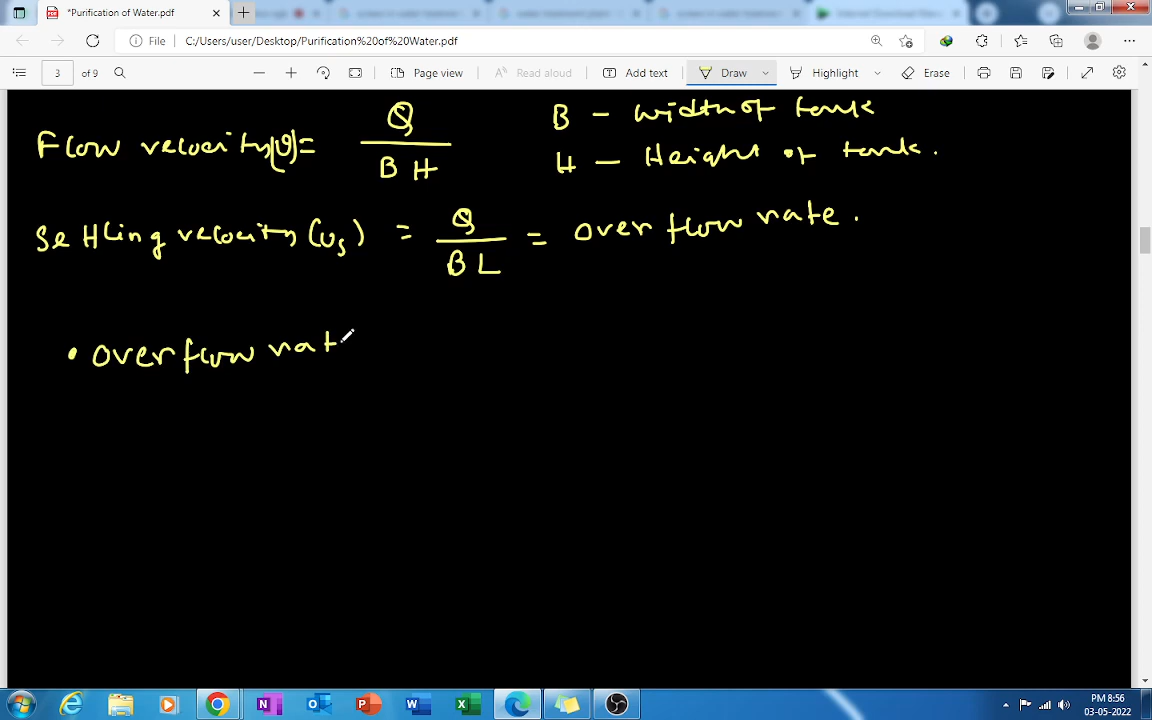 *Purification of Water.pdf
File C:/Users/user/Desktop/Purification%20of%20Water.pdf
3 of 9 Page view Read aloud Add text Draw Highlight Erase
B - width of tank
Flow velocity(v) = Q / B H
H - Height of tank.
Settling velocity (vs) = Q / B L = over flow rate.
• over flow rat
PM 8:56
03-05-2022